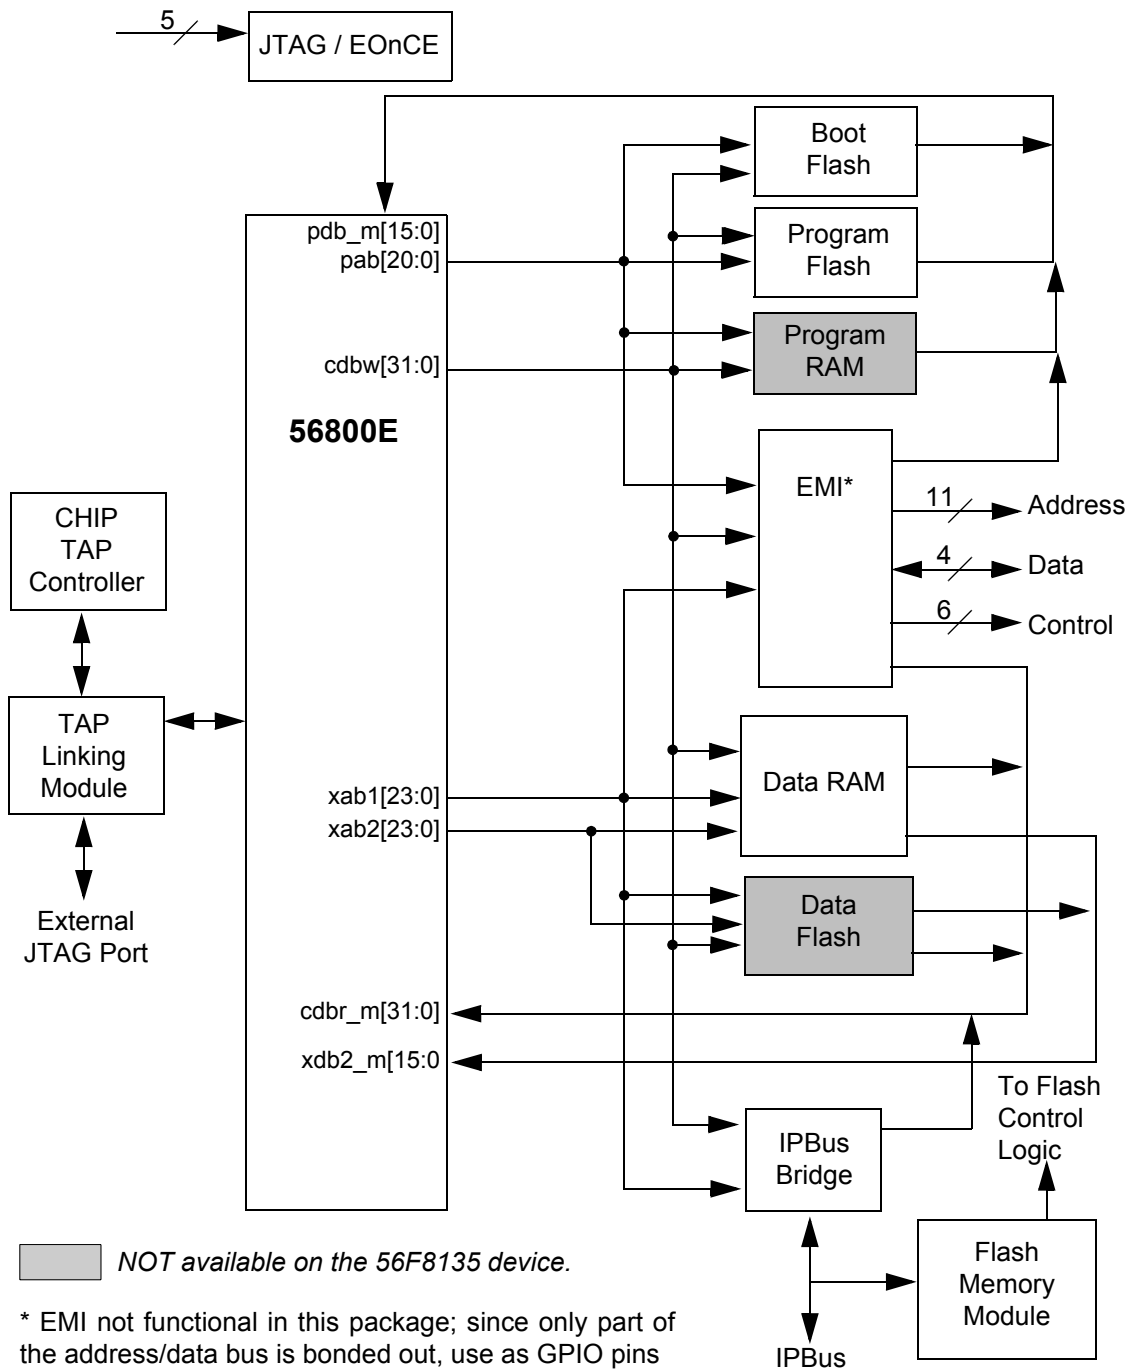 5
JTAG / EOnCE
Boot
Flash
pdb_m[15:0]
pab[20:0]
Program
Flash
cdbw[31:0]
Program
RAM
56800E
EMI*
11
Address
4
Data
6
Control
CHIP
TAP
Controller
TAP
Linking
Module
External
JTAG Port
xab1[23:0]
xab2[23:0]
Data RAM
Data
Flash
cdbr_m[31:0]
xdb2_m[15:0
To Flash
Control
Logic
IPBus
Bridge
Flash
Memory
Module
IPBus
NOT available on the 56F8135 device.
* EMI not functional in this package; since only part of
the address/data bus is bonded out, use as GPIO pins